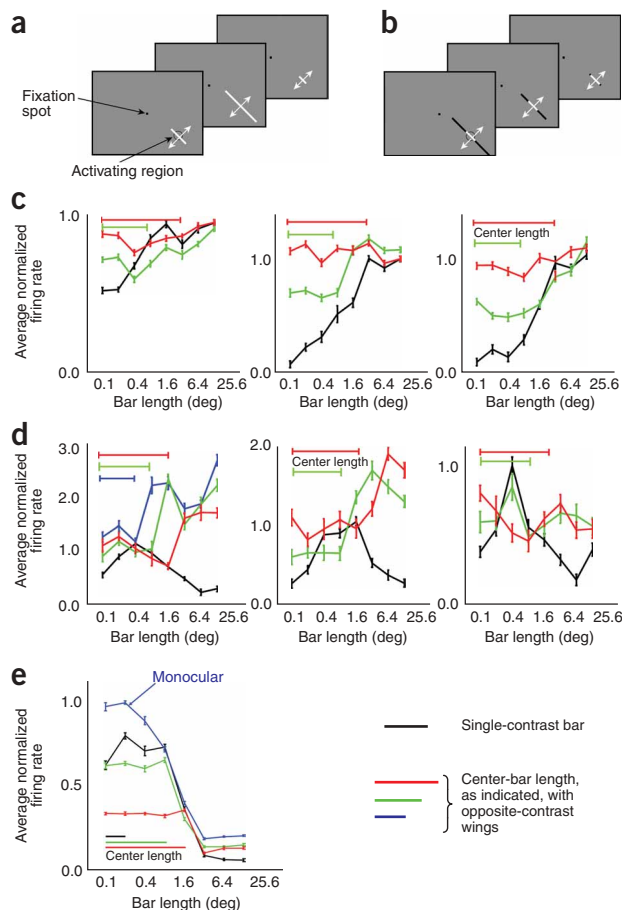 a
b
Fixation
spot
Activating region
c
Average normalized
firing rate
1.0
0.0
0.1 0.4 1.6 6.4 25.6
Bar length (deg)
1.0
0.0
0.1 0.4 1.6 6.4 25.6
Bar length (deg)
Center length
1.0
0.0
0.1 0.4 1.6 6.4 25.6
Bar length (deg)
d
Average normalized
firing rate
3.0
2.0
1.0
0.0
0.1 0.4 1.6 6.4 25.6
Bar length (deg)
2.0
Center length
1.0
0.0
0.1 0.4 1.6 6.4 25.6
Bar length (deg)
1.0
0.0
0.1 0.4 1.6 6.4 25.6
Bar length (deg)
e
Monocular
Average normalized
firing rate
1.0
0.5
0.0
Center length
0.1 0.4 1.6 6.4 25.6
Bar length (deg)
Single-contrast bar
Center-bar length,
as indicated, with
opposite-contrast
wings